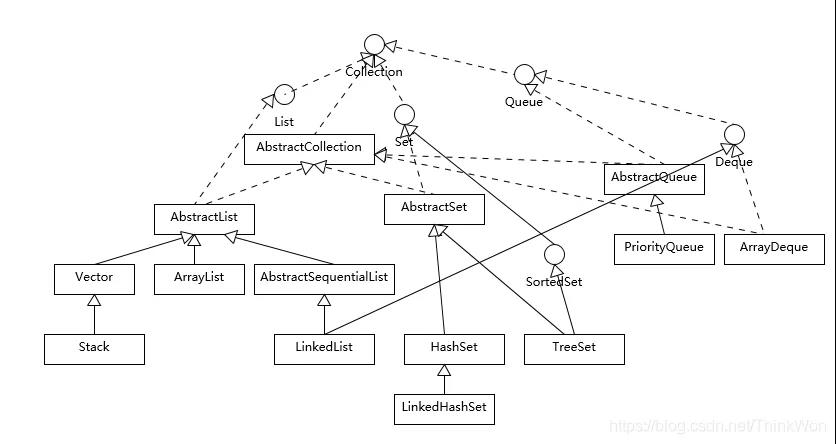 Collection
Queue
List
Set
Deque
AbstractCollection
AbstractQueue
AbstractList
AbstractSet
PriorityQueue
ArrayDeque
Vector
ArrayList
AbstractSequentialList
SortedSet
Stack
LinkedList
HashSet
TreeSet
LinkedHashSet
https://blog.csdn.net/ThinkWon